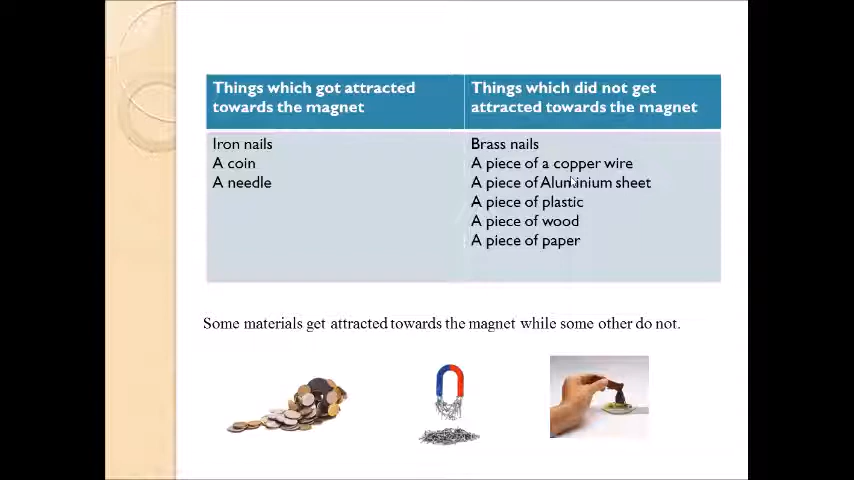 Things which got attracted
towards the magnet
Things which did not get
attracted towards the magnet
Iron nails
A coin
A needle
Brass nails
A piece of a copper wire
A piece of Aluminium sheet
A piece of plastic
A piece of wood
A piece of paper
Some materials get attracted towards the magnet while some other do not.